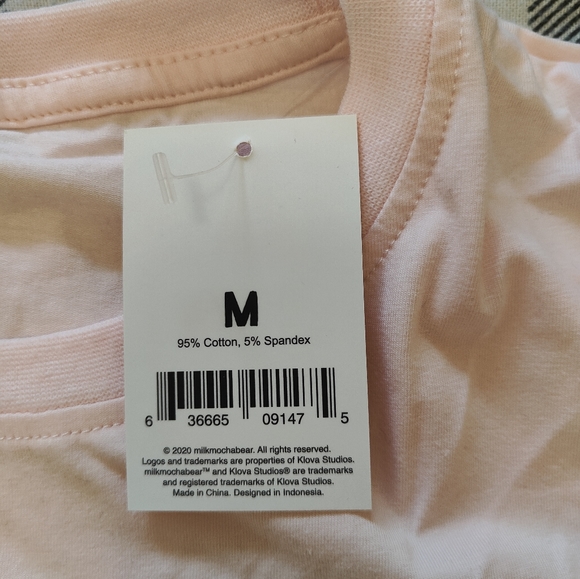 M
95% Cotton, 5% Spandex
6 36665 09147 5
© 2020 milkmochabear. All rights reserved.
Logos and trademarks are properties of Klova Studios.
milkmochabear™ and Klova Studios® are trademarks
and registered trademarks of Klova Studios.
Made in China. Designed in Indonesia.